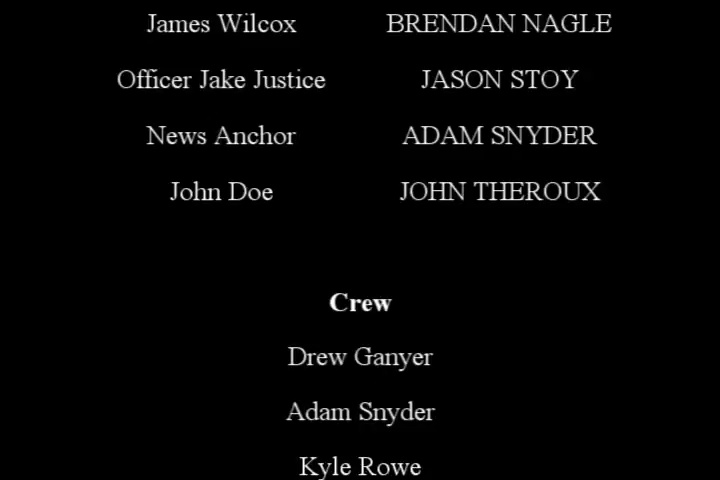 James Wilcox BRENDAN NAGLE
Officer Jake Justice JASON STOY
News Anchor ADAM SNYDER
John Doe JOHN THEROUX
Crew
Drew Ganyer
Adam Snyder
Kyle Rowe